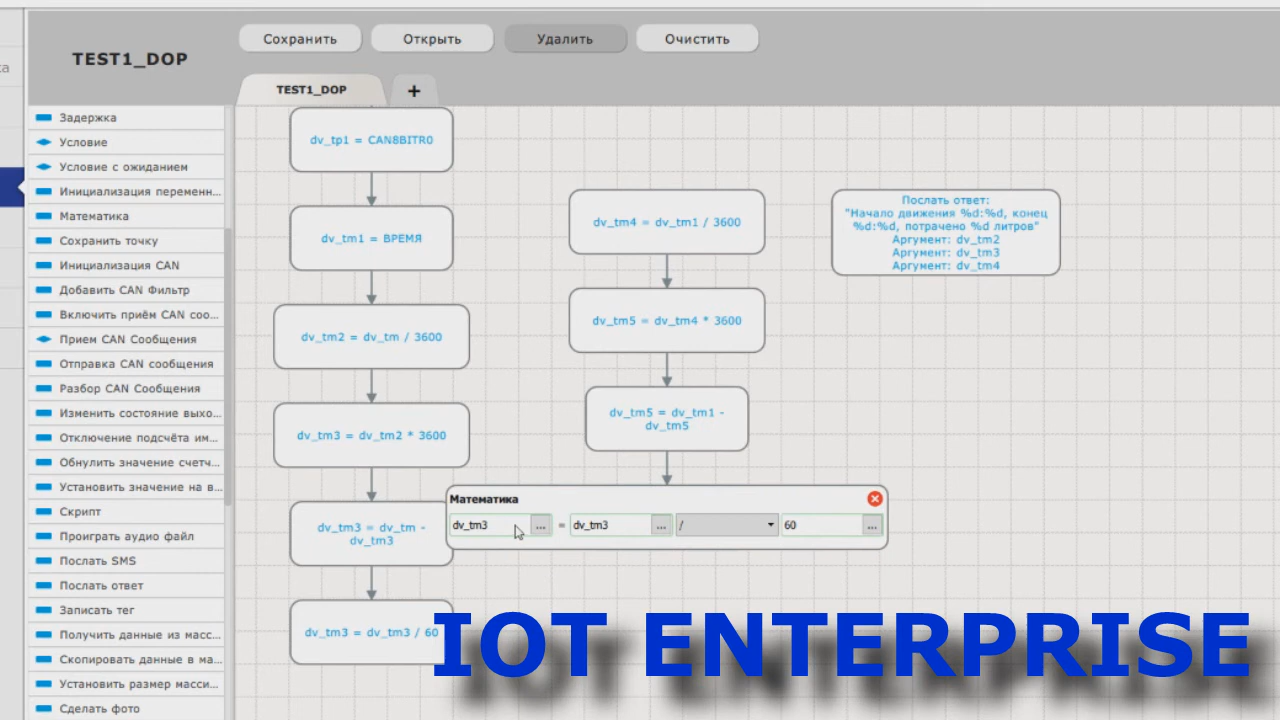 ка
TEST1_DOP
Сохранить
Открыть
Удалить
Очистить
TEST1_DOP
+
Задержка
Условие
Условие с ожиданием
Инициализация переменн...
Математика
Сохранить точку
Инициализация CAN
Добавить CAN Фильтр
Включить приём CAN соо...
Прием CAN Сообщения
Отправка CAN сообщения
Разбор CAN Сообщения
Изменить состояние выхо...
Отключение подсчёта им...
Обнулить значение счетч...
Установить значение на в...
Скрипт
Проиграть аудио файл
Послать SMS
Послать ответ
Записать тег
Получить данные из масс...
Скопировать данные в ма...
Установить размер масси...
Сделать фото
dv_tp1 = CAN8BITR0
dv_tm1 = ВРЕМЯ
dv_tm2 = dv_tm / 3600
dv_tm3 = dv_tm2 * 3600
dv_tm3 = dv_tm -
dv_tm3
dv_tm3 = dv_tm3 / 60
dv_tm4 = dv_tm1 / 3600
dv_tm5 = dv_tm4 * 3600
dv_tm5 = dv_tm1 -
dv_tm5
Математика
dv_tm3 ... = dv_tm3 ... / 60 ...
Послать ответ:
"Начало движения %d:%d, конец
%d:%d, потрачено %d литров"
Аргумент: dv_tm2
Аргумент: dv_tm3
Аргумент: dv_tm4
IOT ENTERPRISE